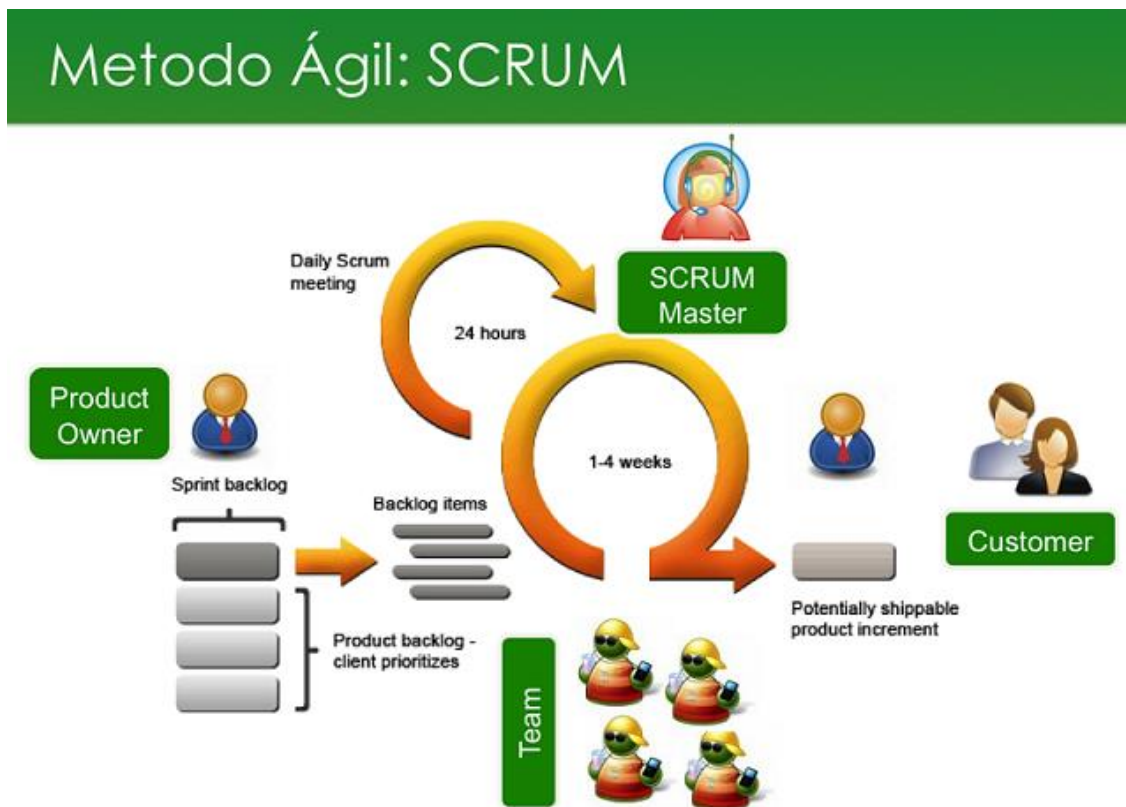 Metodo Ágil: SCRUM
Daily Scrum
meeting
24 hours
SCRUM
Master
Product
Owner
1-4 weeks
Sprint backlog
Backlog items
Customer
Potentially shippable
product increment
Product backlog -
client prioritizes
Team